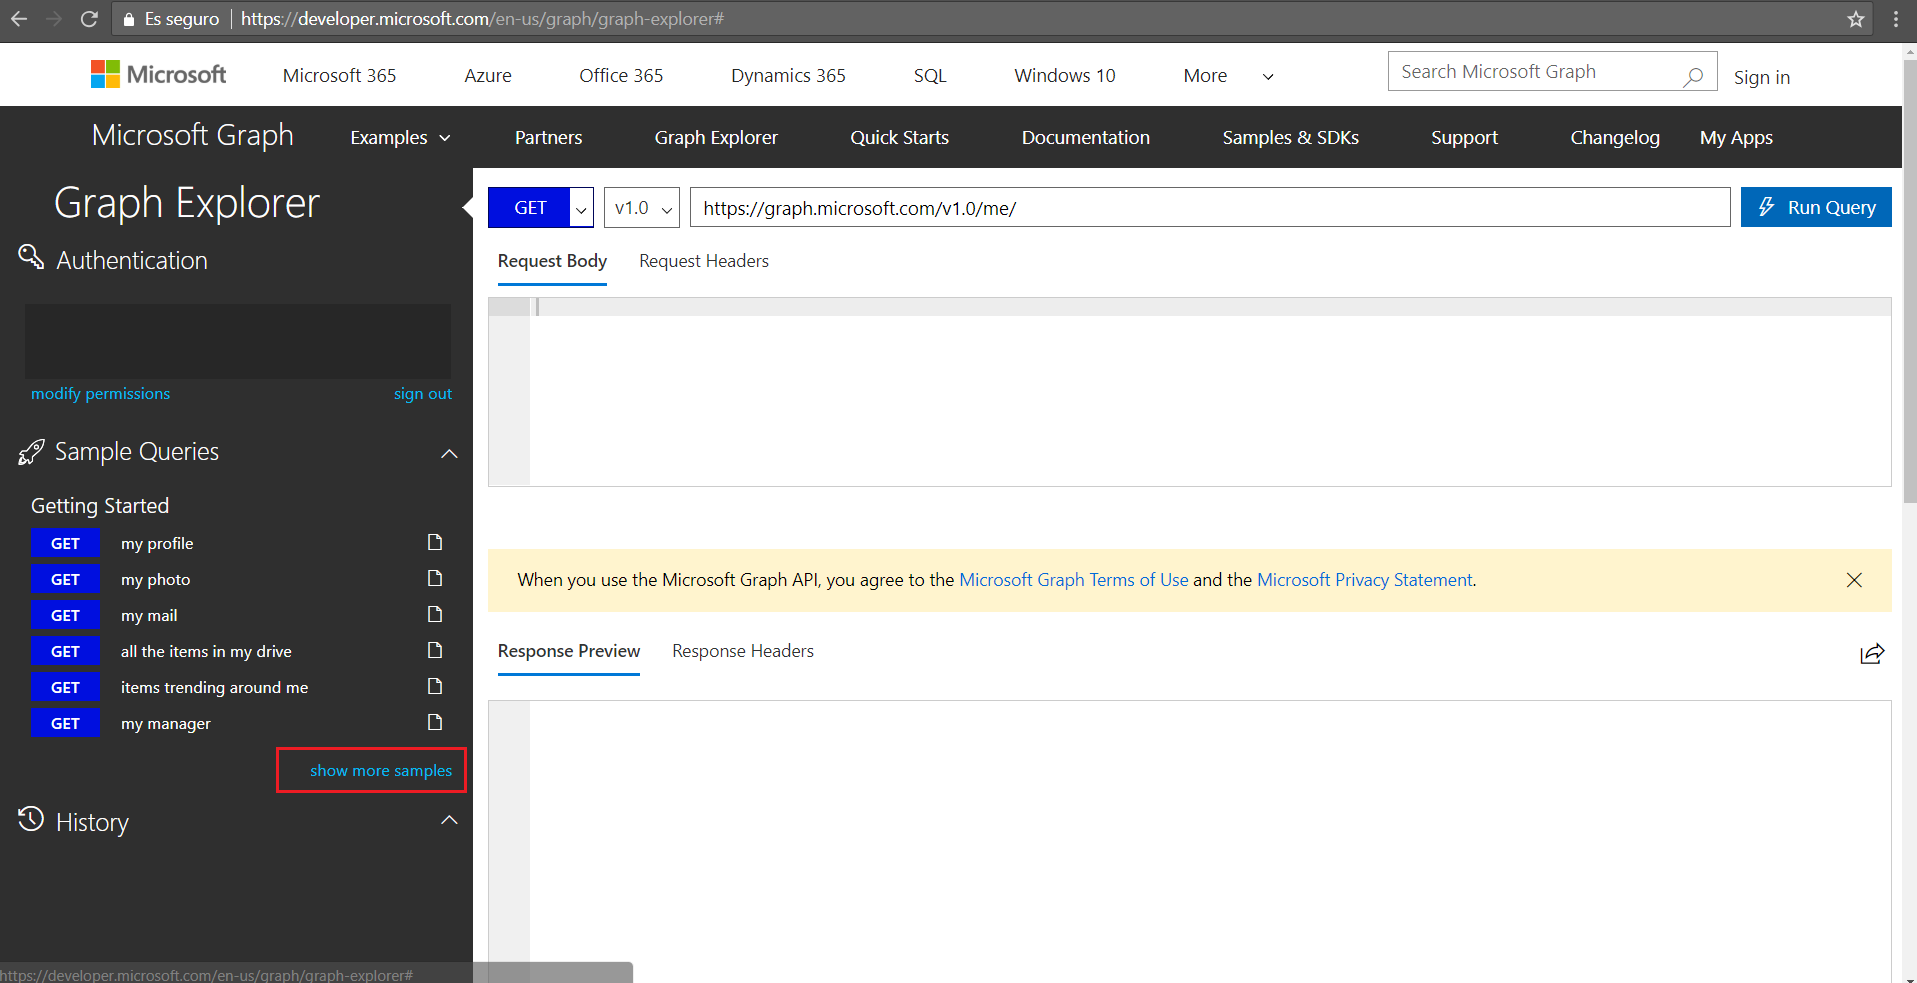 Es seguro https://developer.microsoft.com/en-us/graph/graph-explorer#
Microsoft Microsoft 365 Azure Office 365 Dynamics 365 SQL Windows 10 More Search Microsoft Graph Sign in
Microsoft Graph Examples Partners Graph Explorer Quick Starts Documentation Samples & SDKs Support Changelog My Apps
Graph Explorer
Authentication
modify permissions sign out
Sample Queries
Getting Started
GET my profile
GET my photo
GET my mail
GET all the items in my drive
GET items trending around me
GET my manager
show more samples
History
GET v1.0 https://graph.microsoft.com/v1.0/me/ Run Query
Request Body Request Headers
When you use the Microsoft Graph API, you agree to the Microsoft Graph Terms of Use and the Microsoft Privacy Statement.
Response Preview Response Headers
https://developer.microsoft.com/en-us/graph/graph-explorer#